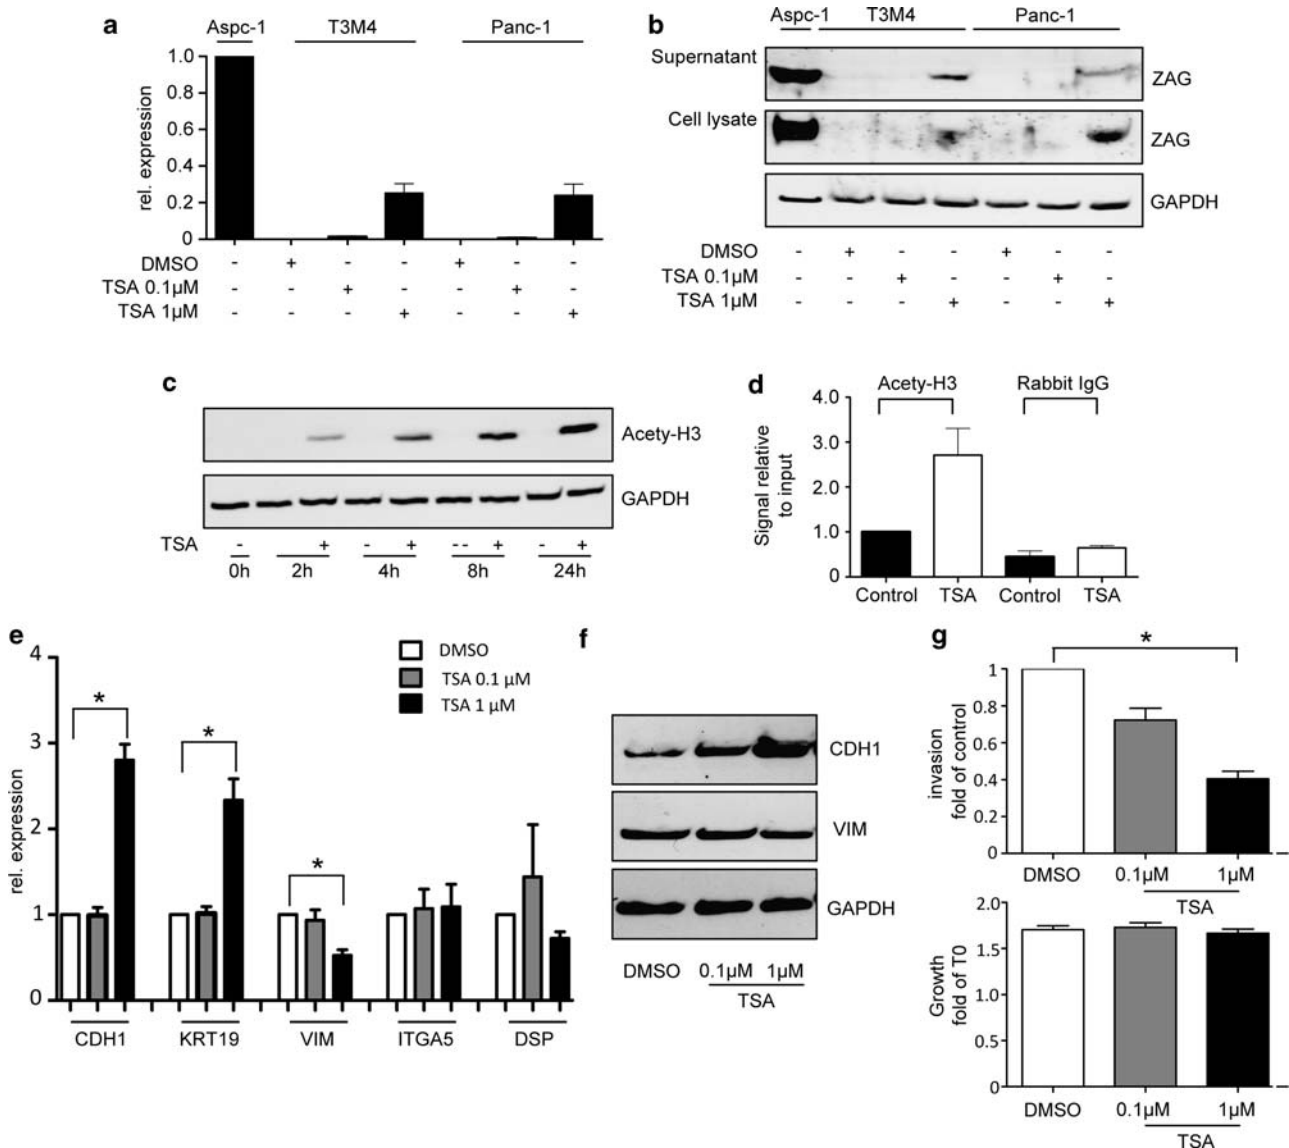 a
Aspc-1 T3M4 Panc-1
1.0
0.8
0.6
0.4
0.2
0
rel. expression
DMSO - + - - + - -
TSA 0.1µM - - + - - + -
TSA 1µM - - - + - - +
b
Aspc-1 T3M4 Panc-1
Supernatant ZAG
Cell lysate ZAG
GAPDH
DMSO - + - - + - -
TSA 0.1µM - - + - - + -
TSA 1µM - - - + - - +
c
Acety-H3
GAPDH
TSA - + - + -- + - +
0h 2h 4h 8h 24h
d
Acety-H3 Rabbit IgG
4.0
3.0
2.0
1.0
0
Signal relative
to input
Control TSA Control TSA
e
4
3
2
1
0
rel. expression
DMSO
TSA 0.1 µM
TSA 1 µM
* * *
CDH1 KRT19 VIM ITGA5 DSP
f
CDH1
VIM
GAPDH
DMSO 0.1µM 1µM
TSA
g
*
1
0.8
0.6
0.4
0.2
0
invasion
fold of control
DMSO 0.1µM 1µM
TSA
2.0
1.5
1.0
0.5
0
Growth
fold of T0
DMSO 0.1µM 1µM
TSA